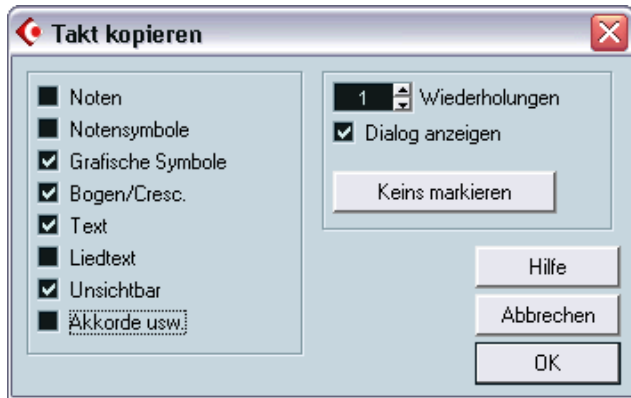 Takt kopieren
Noten
Notensymbole
Grafische Symbole
Bogen/Cresc.
Text
Liedtext
Unsichtbar
Akkorde usw.
1 Wiederholungen
Dialog anzeigen
Keins markieren
Hilfe
Abbrechen
OK